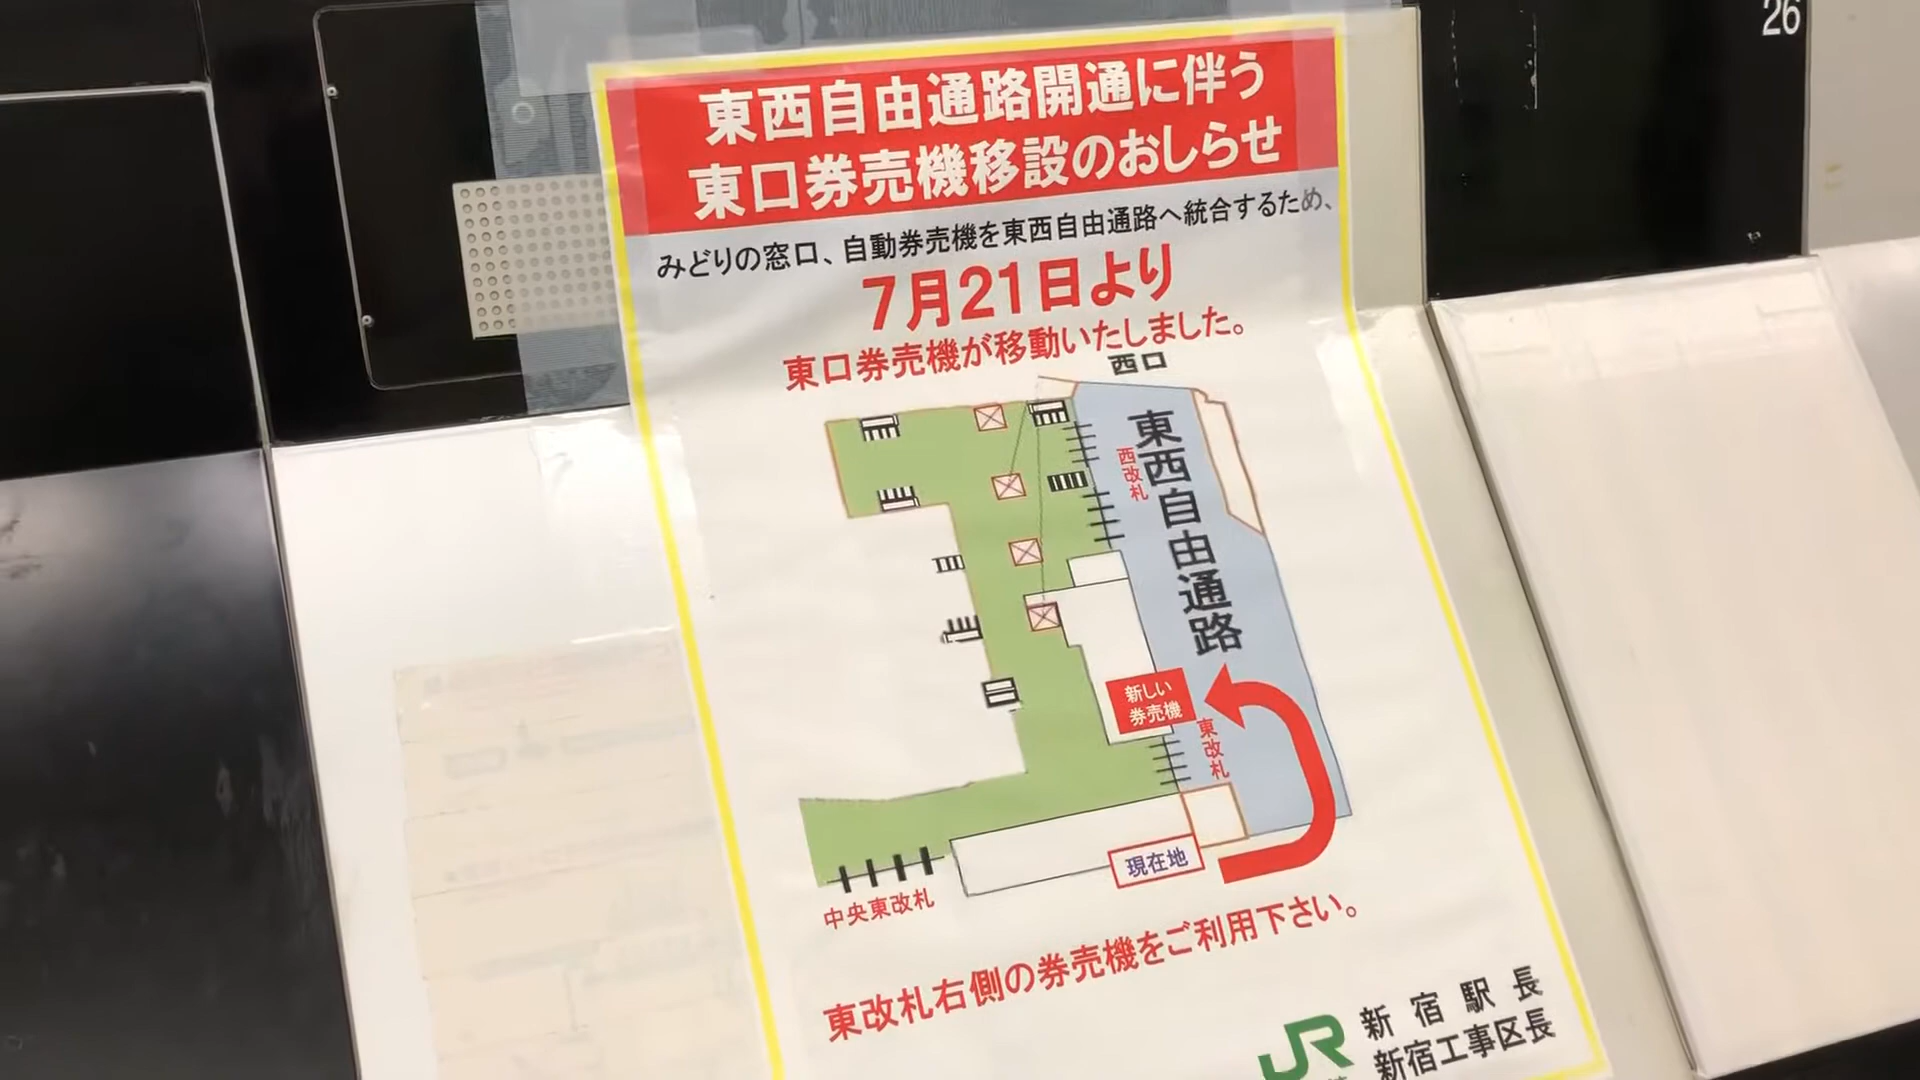 26
東西自由通路開通に伴う
東口券売機移設のおしらせ
みどりの窓口、自動券売機を東西自由通路へ統合するため、
7月21日より
東口券売機が移動いたしました。
西口
東西自由通路
西改札
新しい
券売機
東改札
現在地
中央東改札
東改札右側の券売機をご利用下さい。
JR
新宿駅長
新宿工事区長